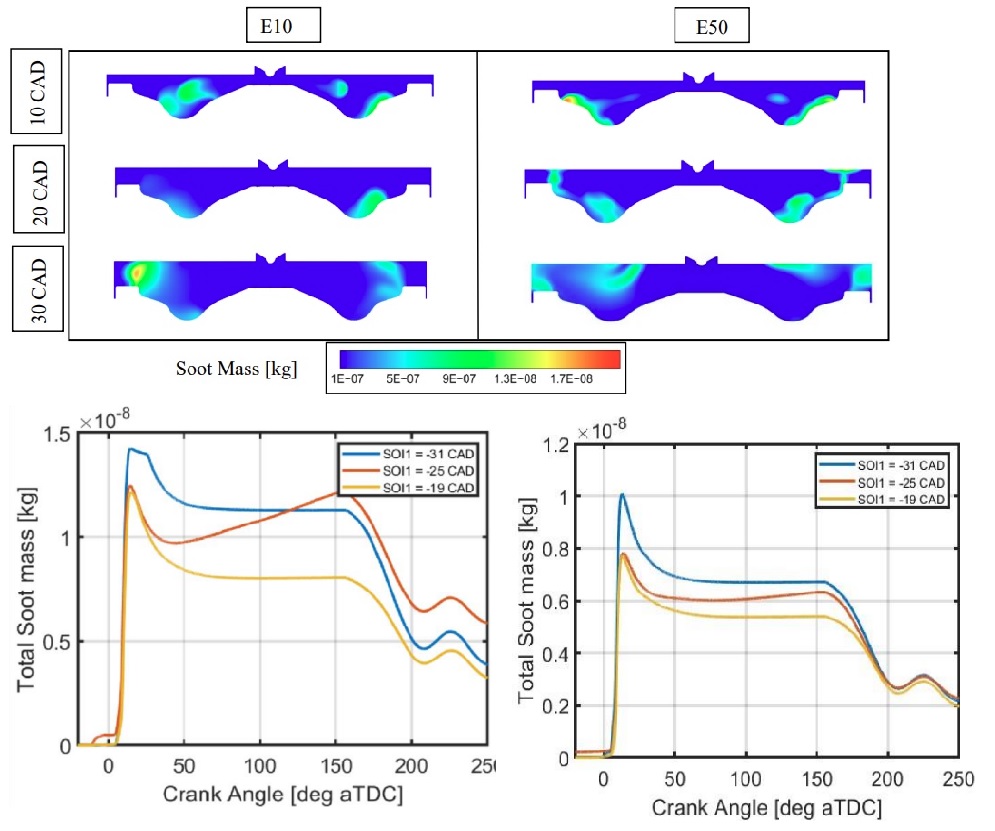 E10
E50
10 CAD
20 CAD
30 CAD
Soot Mass [kg]
1E-07 5E-07 9E-07 1.3E-08 1.7E-08
×10-8
1.5
1
0.5
0
Total Soot mass [kg]
SOI1 = -31 CAD
SOI1 = -25 CAD
SOI1 = -19 CAD
0 50 100 150 200 250
Crank Angle [deg aTDC]
×10-8
1.2
1
0.8
0.6
0.4
0.2
0
Total Soot mass [kg]
SOI1 = -31 CAD
SOI1 = -25 CAD
SOI1 = -19 CAD
0 50 100 150 200 250
Crank Angle [deg aTDC]